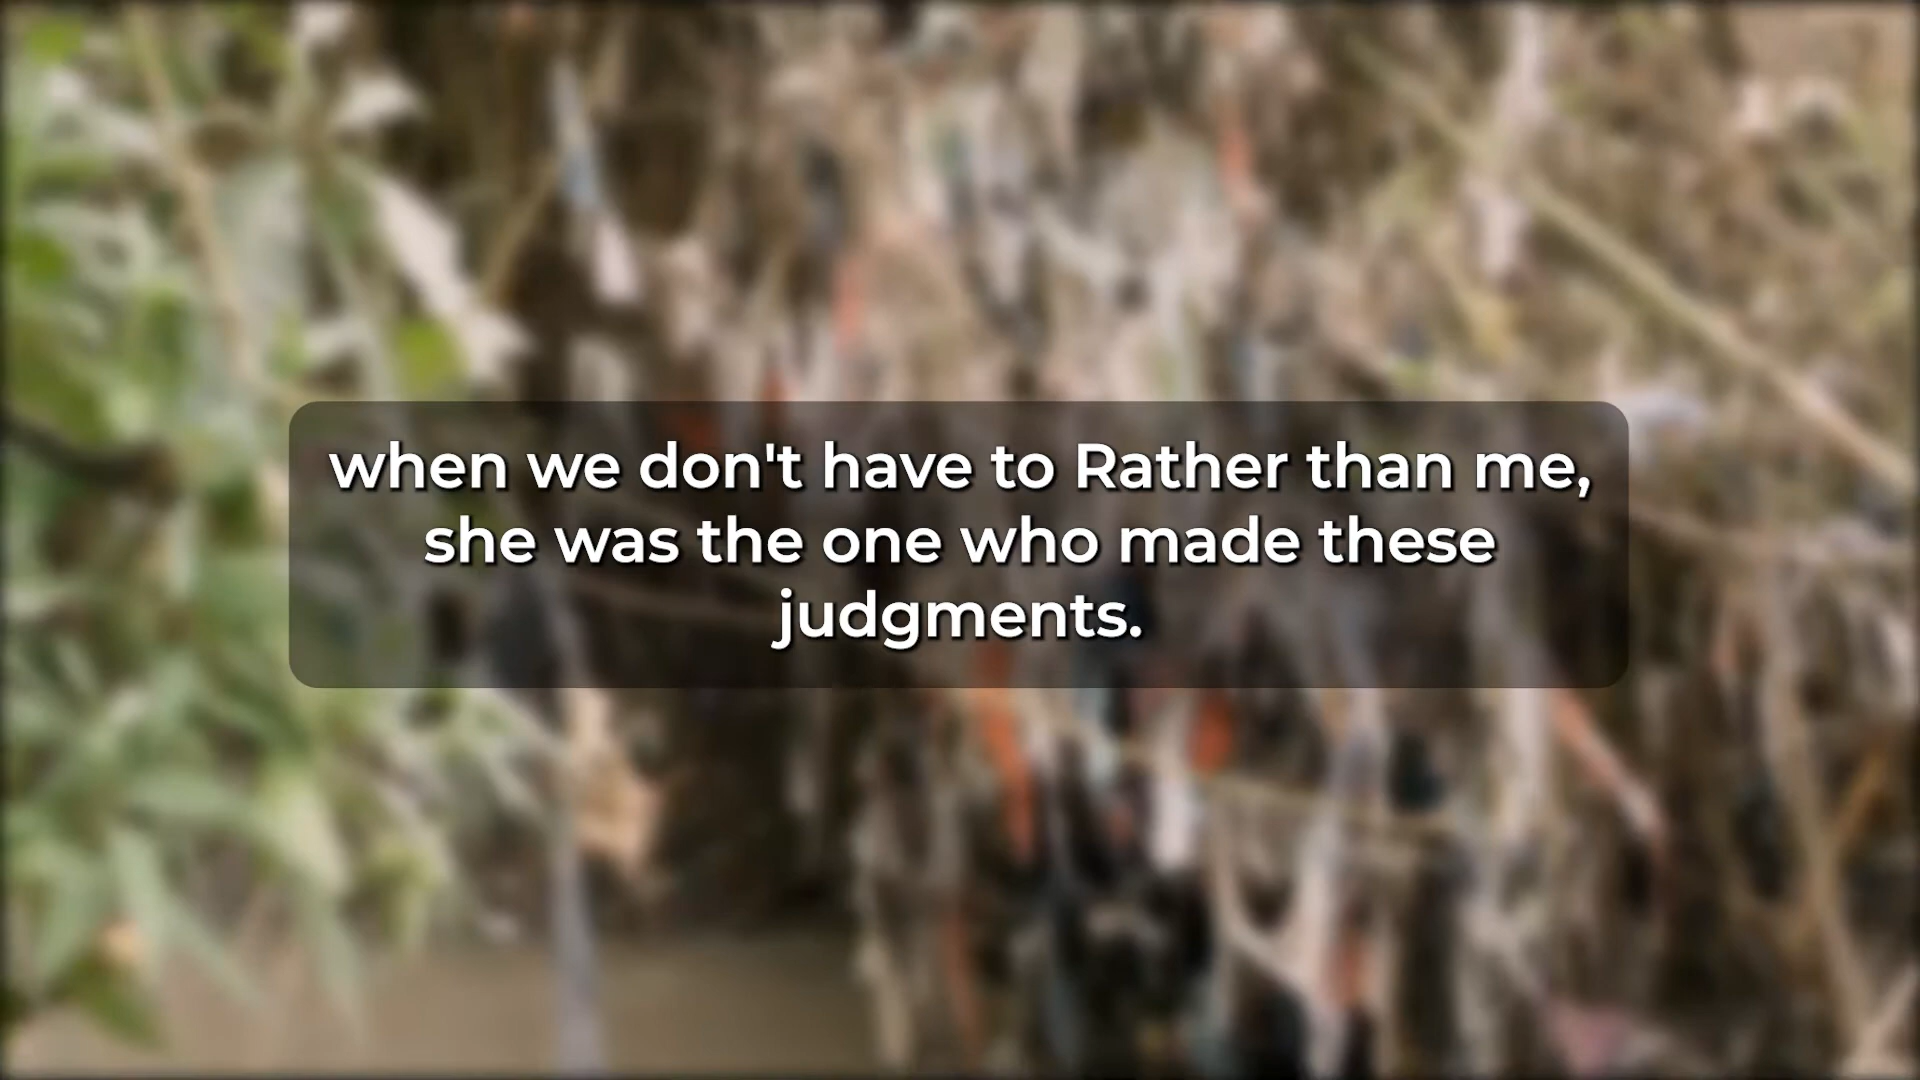 when we don't have to Rather than me,
she was the one who made these
judgments.